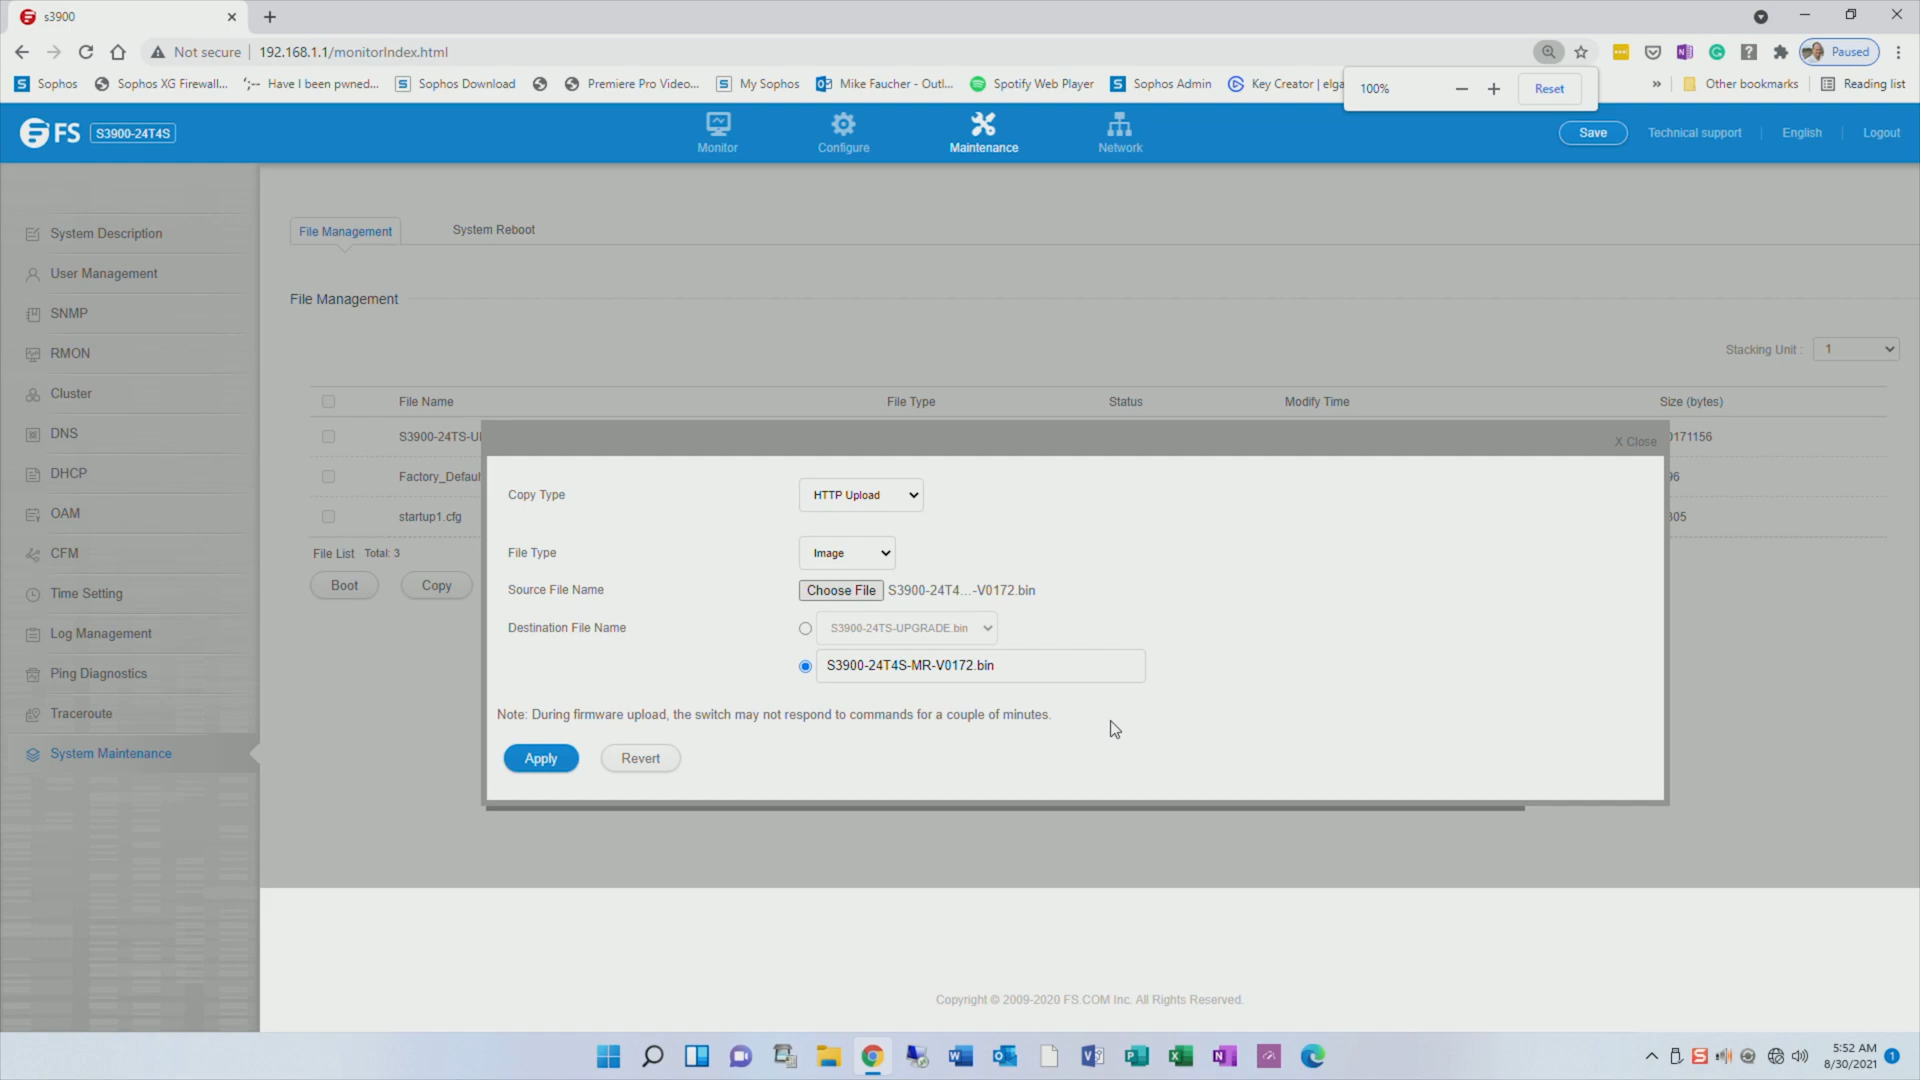 s3900
Not secure
192.168.1.1/monitorIndex.html
Paused
Sophos
Sophos XG Firewall...
Have I been pwned...
Sophos Download
Premiere Pro Video...
My Sophos
Mike Faucher - Outl...
Spotify Web Player
Sophos Admin
Key Creator | elga
100%
Reset
Other bookmarks
Reading list
FS
S3900-24T4S
Monitor
Configure
Maintenance
Network
Save
Technical support
English
Logout
System Description
User Management
SNMP
RMON
Cluster
DNS
DHCP
OAM
CFM
Time Setting
Log Management
Ping Diagnostics
Traceroute
System Maintenance
File Management
System Reboot
File Management
Stacking Unit :
1
File Name
File Type
Status
Modify Time
Size (bytes)
S3900-24TS-U
171156
Factory_Defaul
96
startup1.cfg
305
File List Total: 3
Boot
Copy
X Close
Copy Type
HTTP Upload
File Type
Image
Source File Name
Choose File
S3900-24T4...-V0172.bin
Destination File Name
S3900-24TS-UPGRADE.bin
S3900-24T4S-MR-V0172.bin
Note: During firmware upload, the switch may not respond to commands for a couple of minutes.
Apply
Revert
Copyright © 2009-2020 FS.COM Inc. All Rights Reserved.
5:52 AM
8/30/2021
1